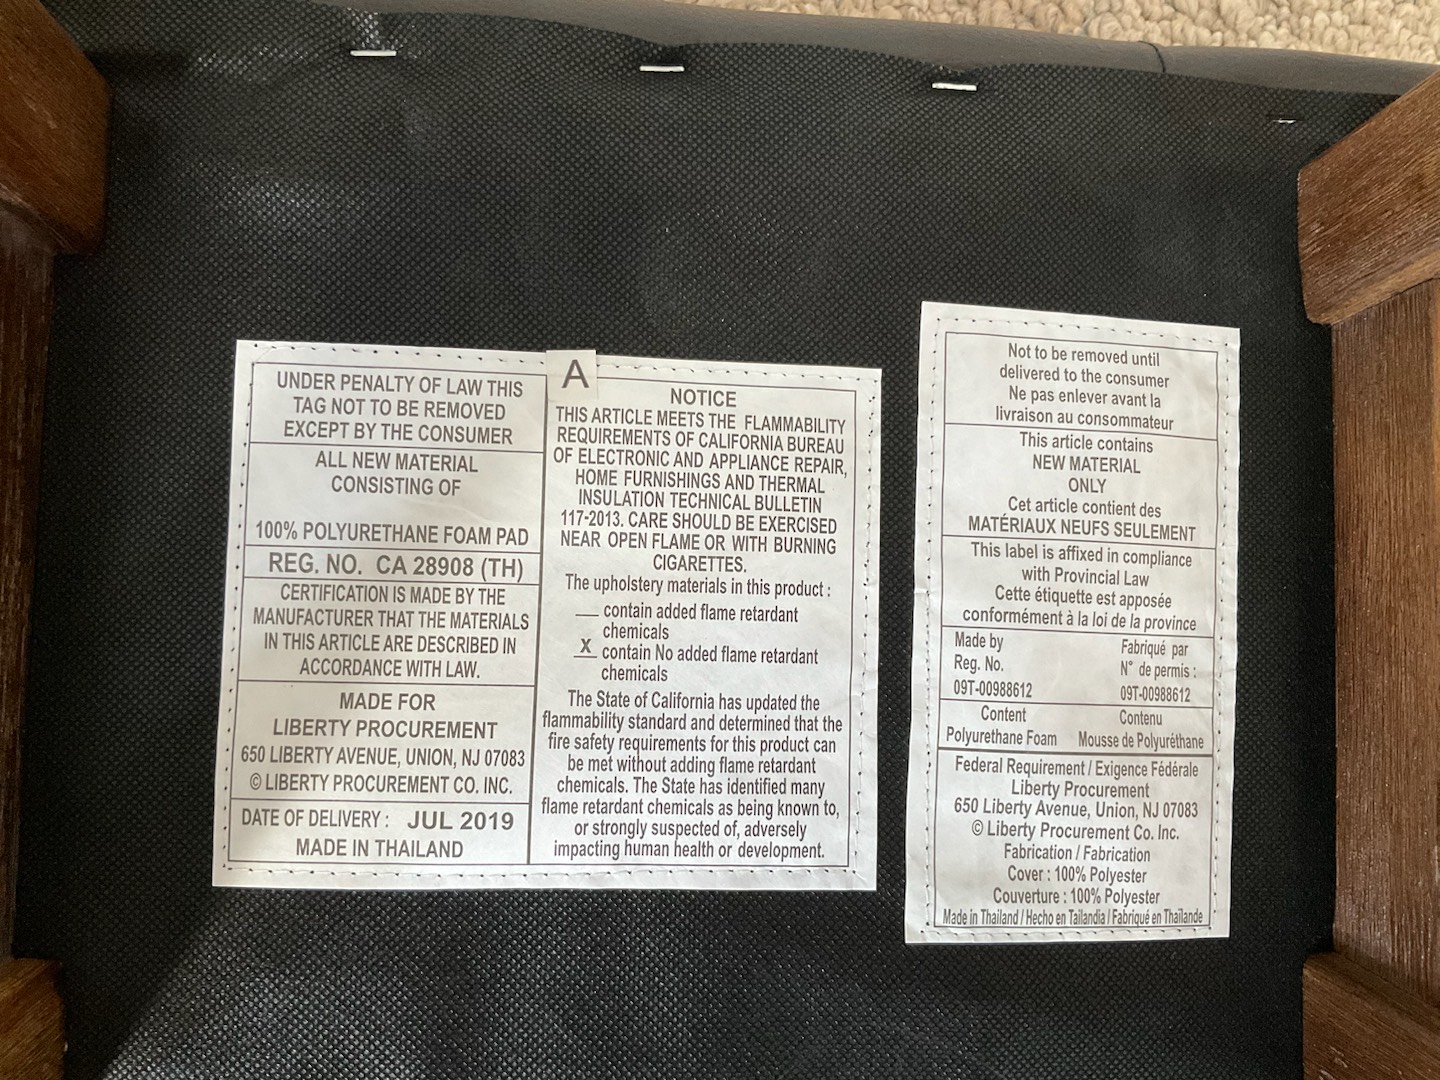 UNDER PENALTY OF LAW THIS
TAG NOT TO BE REMOVED
EXCEPT BY THE CONSUMER
ALL NEW MATERIAL
CONSISTING OF
100% POLYURETHANE FOAM PAD
REG. NO. CA 28908 (TH)
CERTIFICATION IS MADE BY THE
MANUFACTURER THAT THE MATERIALS
IN THIS ARTICLE ARE DESCRIBED IN
ACCORDANCE WITH LAW.
MADE FOR
LIBERTY PROCUREMENT
650 LIBERTY AVENUE, UNION, NJ 07083
© LIBERTY PROCUREMENT CO. INC.
DATE OF DELIVERY : JUL 2019
MADE IN THAILAND
A
NOTICE
THIS ARTICLE MEETS THE FLAMMABILITY
REQUIREMENTS OF CALIFORNIA BUREAU
OF ELECTRONIC AND APPLIANCE REPAIR,
HOME FURNISHINGS AND THERMAL
INSULATION TECHNICAL BULLETIN
117-2013. CARE SHOULD BE EXERCISED
NEAR OPEN FLAME OR WITH BURNING
CIGARETTES.
The upholstery materials in this product :
__ contain added flame retardant
chemicals
X contain No added flame retardant
chemicals
The State of California has updated the
flammability standard and determined that the
fire safety requirements for this product can
be met without adding flame retardant
chemicals. The State has identified many
flame retardant chemicals as being known to,
or strongly suspected of, adversely
impacting human health or development.
Not to be removed until
delivered to the consumer
Ne pas enlever avant la
livraison au consommateur
This article contains
NEW MATERIAL
ONLY
Cet article contient des
MATÉRIAUX NEUFS SEULEMENT
This label is affixed in compliance
with Provincial Law
Cette étiquette est apposée
conformément à la loi de la province
Made by Fabriqué par
Reg. No. N° de permis :
09T-00988612 09T-00988612
Content Contenu
Polyurethane Foam Mousse de Polyuréthane
Federal Requirement / Exigence Fédérale
Liberty Procurement
650 Liberty Avenue, Union, NJ 07083
© Liberty Procurement Co. Inc.
Fabrication / Fabrication
Cover : 100% Polyester
Couverture : 100% Polyester
Made in Thailand / Hecho en Tailandia / Fabriqué en Thaïlande